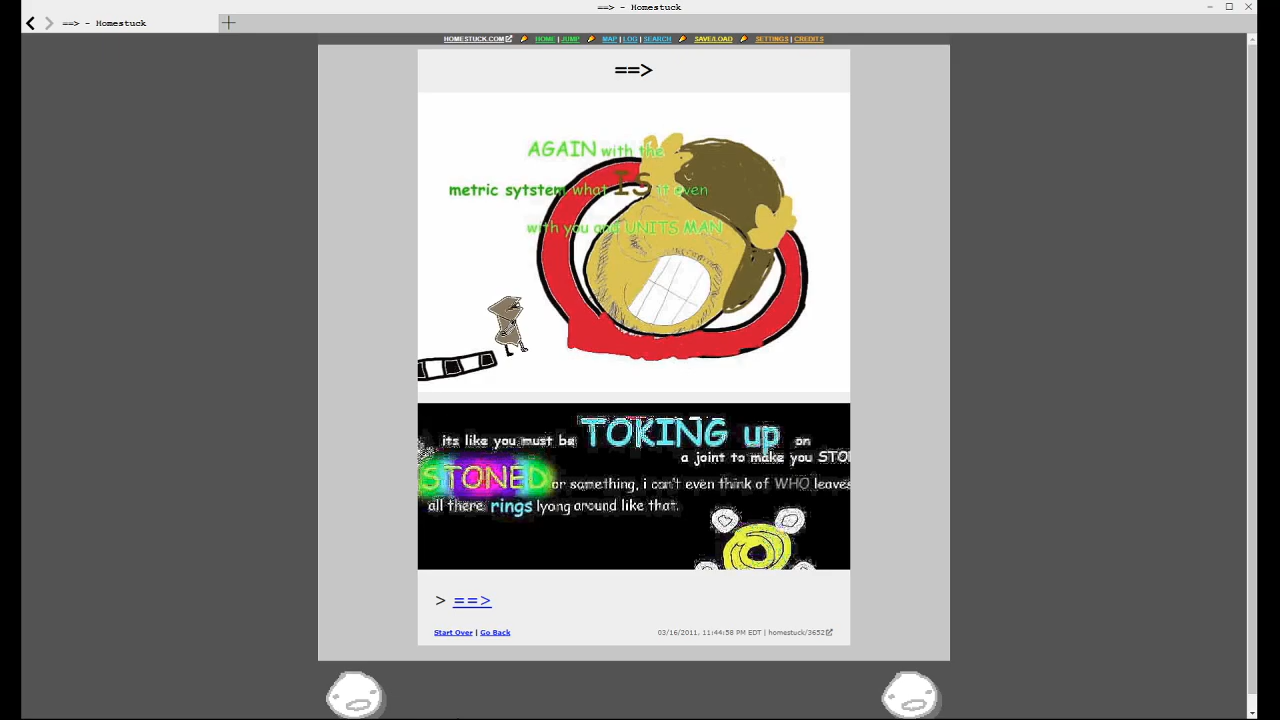 ==> - Homestuck
==> - Homestuck
HOMESTUCK.COM HOME | JUMP MAP | LOG | SEARCH SAVE/LOAD SETTINGS | CREDITS
==>
AGAIN with the
metric sytstem what IS it even
with you and UNITS MAN
its like you must be TOKING up on
a joint to make you STO
STONED or something, i can't even think of WHO leaves
all there rings lyong around like that.
> ==>
Start Over | Go Back
03/16/2011, 11:44:58 PM EDT | homestuck/3652